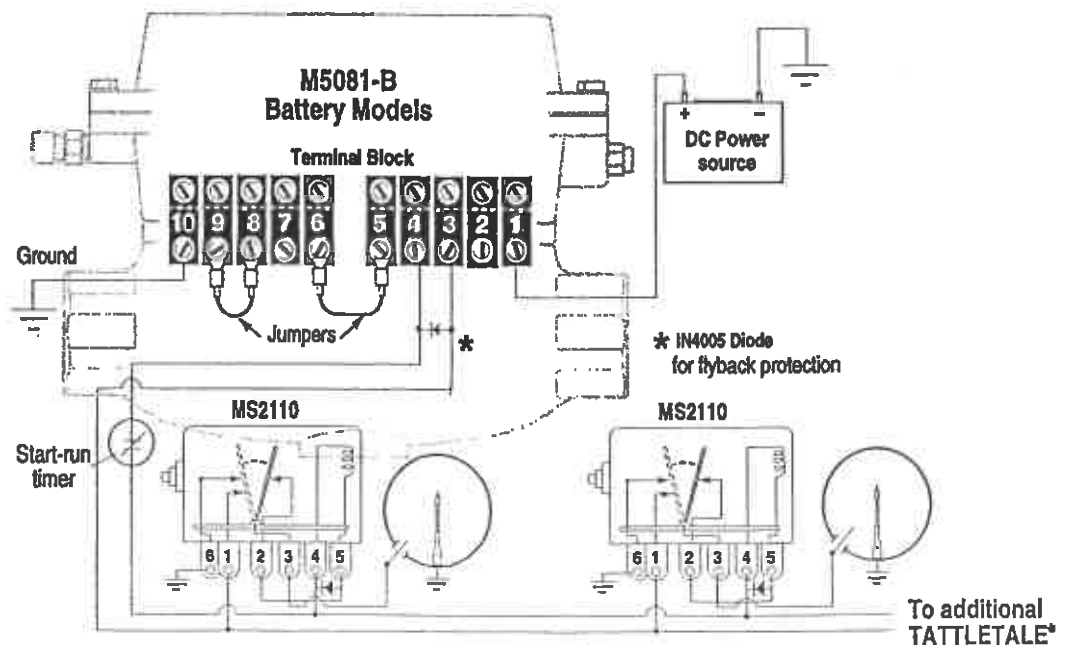 M5081-B
Battery Models
Terminal Block
10 9 8 7 6 5 4 3 2 1
+ −
DC Power
source
Ground
Jumpers
*
* IN4005 Diode
for flyback protection
MS2110
MS2110
Start-run
timer
6 1 2 3 4 5
6 1 2 3 4 5
To additional
TATTLETALE*